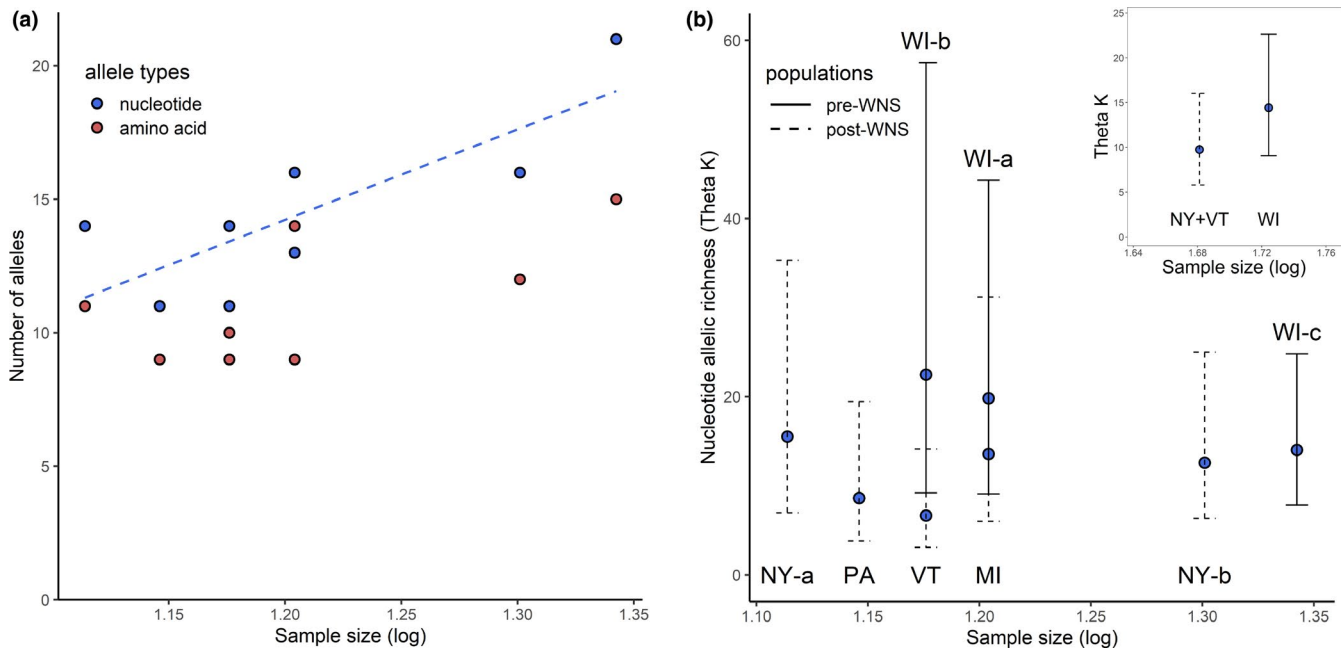 (a)
allele types
nucleotide
amino acid
Number of alleles
20
15
10
5
0
1.15
1.20
1.25
1.30
1.35
Sample size (log)
(b)
populations
pre-WNS
post-WNS
Nucleotide allelic richness (Theta K)
60
40
20
0
WI-b
WI-a
WI-c
NY-a
PA
VT
MI
NY-b
1.10
1.15
1.20
1.25
1.30
1.35
Sample size (log)
Theta K
25
20
15
10
5
0
NY+VT
WI
1.64
1.68
1.72
1.76
Sample size (log)